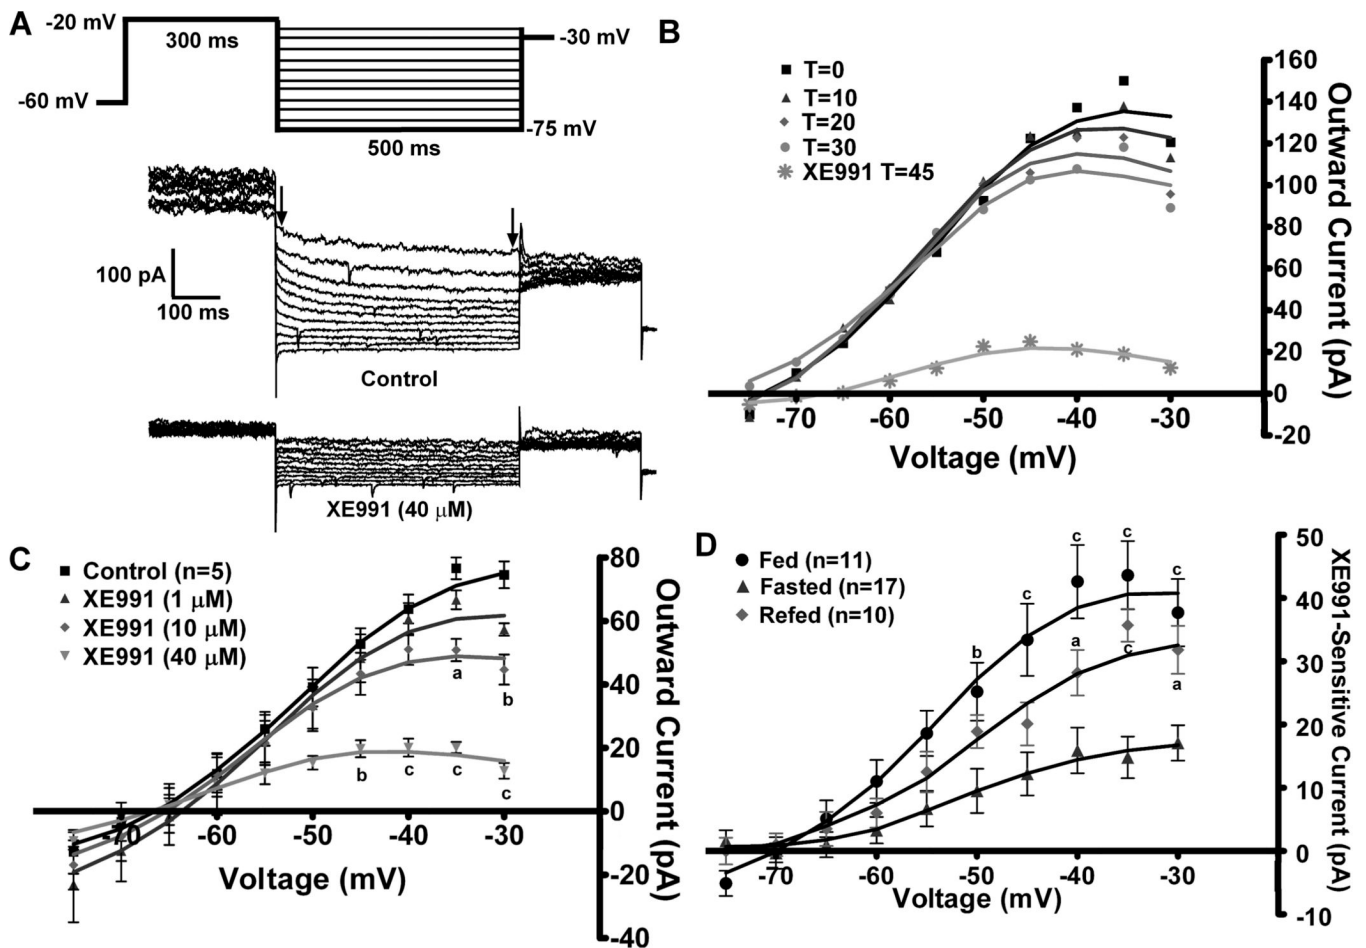 A
-20 mV
300 ms
-30 mV
-60 mV
-75 mV
500 ms
100 pA
100 ms
Control
XE991 (40 μM)
B
T=0
T=10
T=20
T=30
XE991 T=45
160
140
120
100
80
60
40
20
0
-20
Outward Current (pA)
-70
-60
-50
-40
-30
Voltage (mV)
C
Control (n=5)
XE991 (1 μM)
XE991 (10 μM)
XE991 (40 μM)
80
60
40
20
0
-20
-40
Outward Current (pA)
a
b
b
c
c
c
-70
-60
-50
-40
-30
Voltage (mV)
D
Fed (n=11)
Fasted (n=17)
Refed (n=10)
50
40
30
20
10
0
-10
XE991-Sensitive Current (pA)
b
c
c
c
c
a
c
a
-70
-60
-50
-40
-30
Voltage (mV)